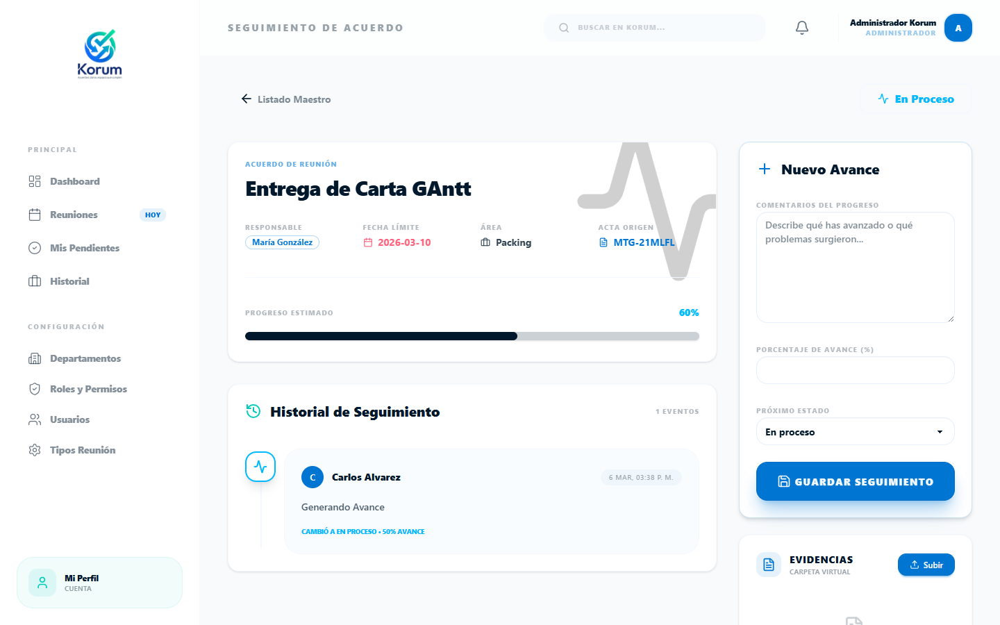 Korum
PRINCIPAL
Dashboard
Reuniones HOY
Mis Pendientes
Historial
CONFIGURACIÓN
Departamentos
Roles y Permisos
Usuarios
Tipos Reunión
Mi Perfil
CUENTA
SEGUIMIENTO DE ACUERDO
BUSCAR EN KORUM...
Administrador Korum
ADMINISTRADOR
A
Listado Maestro
En Proceso
ACUERDO DE REUNIÓN
Entrega de Carta GAntt
RESPONSABLE
María González
FECHA LÍMITE
2026-03-10
ÁREA
Packing
ACTA ORIGEN
MTG-21MLFL
PROGRESO ESTIMADO 60%
Historial de Seguimiento 1 EVENTOS
C Carlos Alvarez 6 MAR, 03:38 P. M.
Generando Avance
CAMBIÓ A EN PROCESO • 50% AVANCE
Nuevo Avance
COMENTARIOS DEL PROGRESO
Describe qué has avanzado o qué
problemas surgieron...
PORCENTAJE DE AVANCE (%)
PRÓXIMO ESTADO
En proceso
GUARDAR SEGUIMIENTO
EVIDENCIAS
CARPETA VIRTUAL
Subir